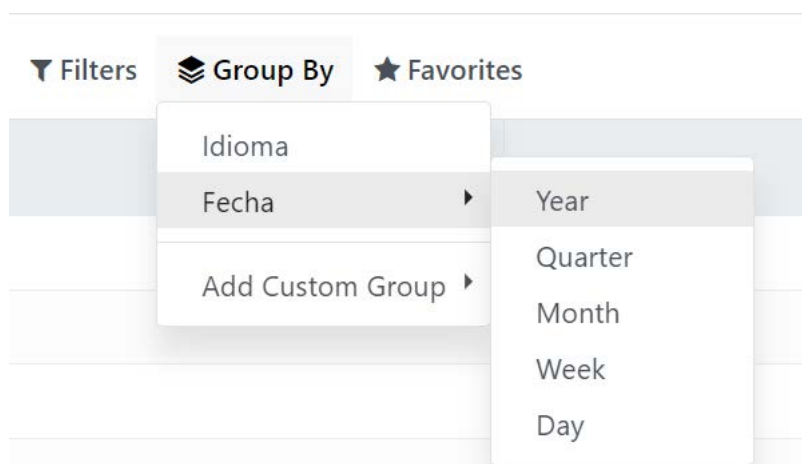 Filters Group By Favorites
Idioma
Fecha
Add Custom Group
Year
Quarter
Month
Week
Day